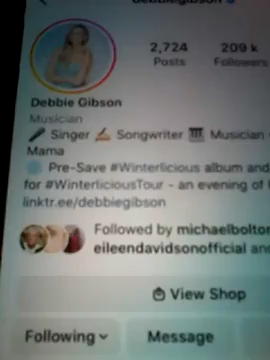 debbiegibson
2,724 209 k
Posts Followers
Debbie Gibson
Musician
Singer Songwriter Musician
Mama
Pre-Save #Winterlicious album and
for #WinterliciousTour - an evening of
linktr.ee/debbiegibson
Followed by michaelbolton
eileendavidsonofficial and
View Shop
Following Message